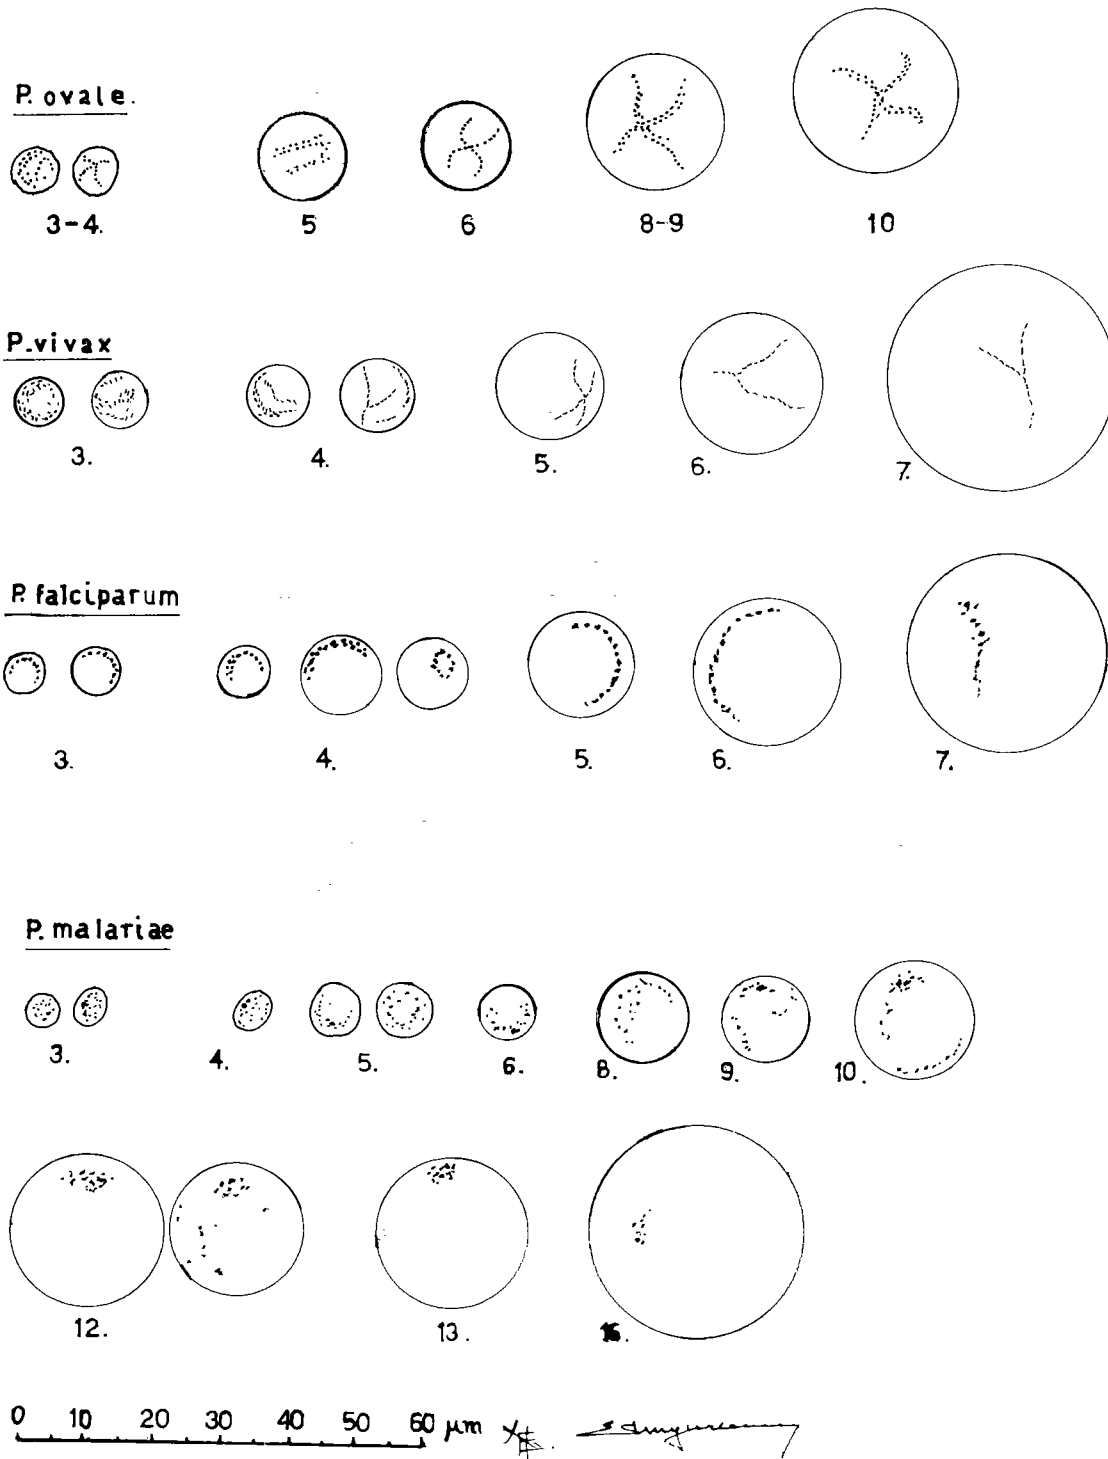 P. ovale.
3-4. 5 6 8-9 10
P. vivax
3. 4. 5. 6. 7.
P. falciparum
3. 4. 5. 6. 7.
P. malariae
3. 4. 5. 6. 8. 9. 10.
12. 13. 16.
0 10 20 30 40 50 60 µm